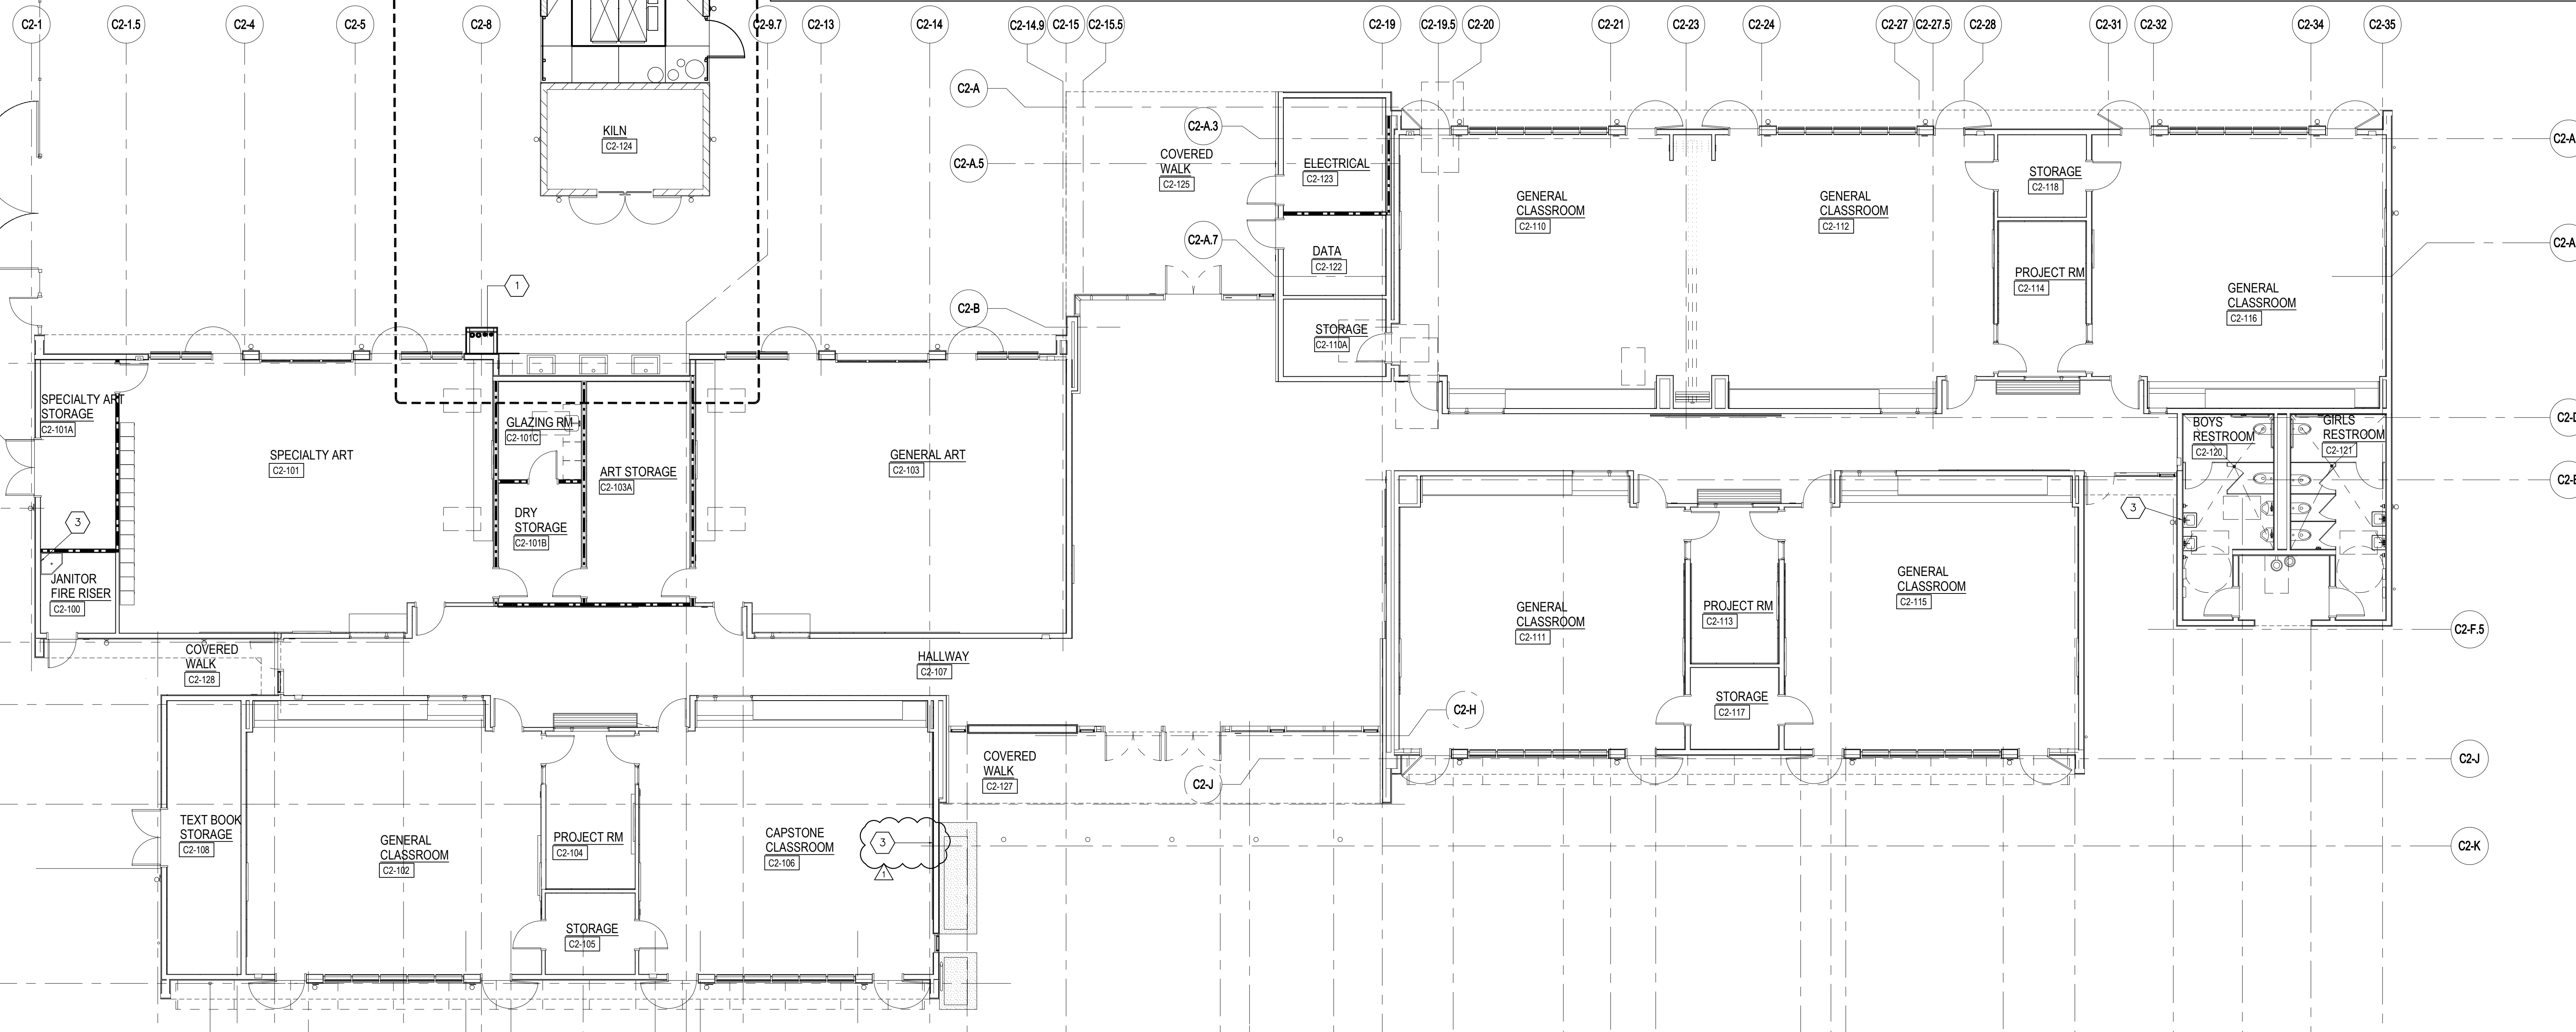 C2-1
C2-1.5
C2-4
C2-5
C2-8
C2-9.7
C2-13
C2-14
C2-14.9
C2-15
C2-15.5
C2-19
C2-19.5
C2-20
C2-21
C2-23
C2-24
C2-27
C2-27.5
C2-28
C2-31
C2-32
C2-34
C2-35
C2-A
C2-A.3
C2-A.5
C2-A.7
C2-B
KILN
C2-124
1
COVERED
WALK
C2-125
ELECTRICAL
C2-123
DATA
C2-122
STORAGE
C2-110A
GENERAL
CLASSROOM
C2-110
GENERAL
CLASSROOM
C2-112
STORAGE
C2-118
PROJECT RM
C2-114
GENERAL
CLASSROOM
C2-116
SPECIALTY ART
STORAGE
C2-101A
3
JANITOR
FIRE RISER
C2-100
SPECIALTY ART
C2-101
GLAZING RM
C2-101C
DRY
STORAGE
C2-101B
ART STORAGE
C2-103A
GENERAL ART
C2-103
BOYS
RESTROOM
C2-120
GIRLS
RESTROOM
C2-121
3
GENERAL
CLASSROOM
C2-111
PROJECT RM
C2-113
STORAGE
C2-117
GENERAL
CLASSROOM
C2-115
C2-F.5
COVERED
WALK
C2-128
HALLWAY
C2-107
C2-H
C2-J
C2-J
C2-K
COVERED
WALK
C2-127
TEXT BOOK
STORAGE
C2-108
GENERAL
CLASSROOM
C2-102
PROJECT RM
C2-104
STORAGE
C2-105
CAPSTONE
CLASSROOM
C2-106
3
1